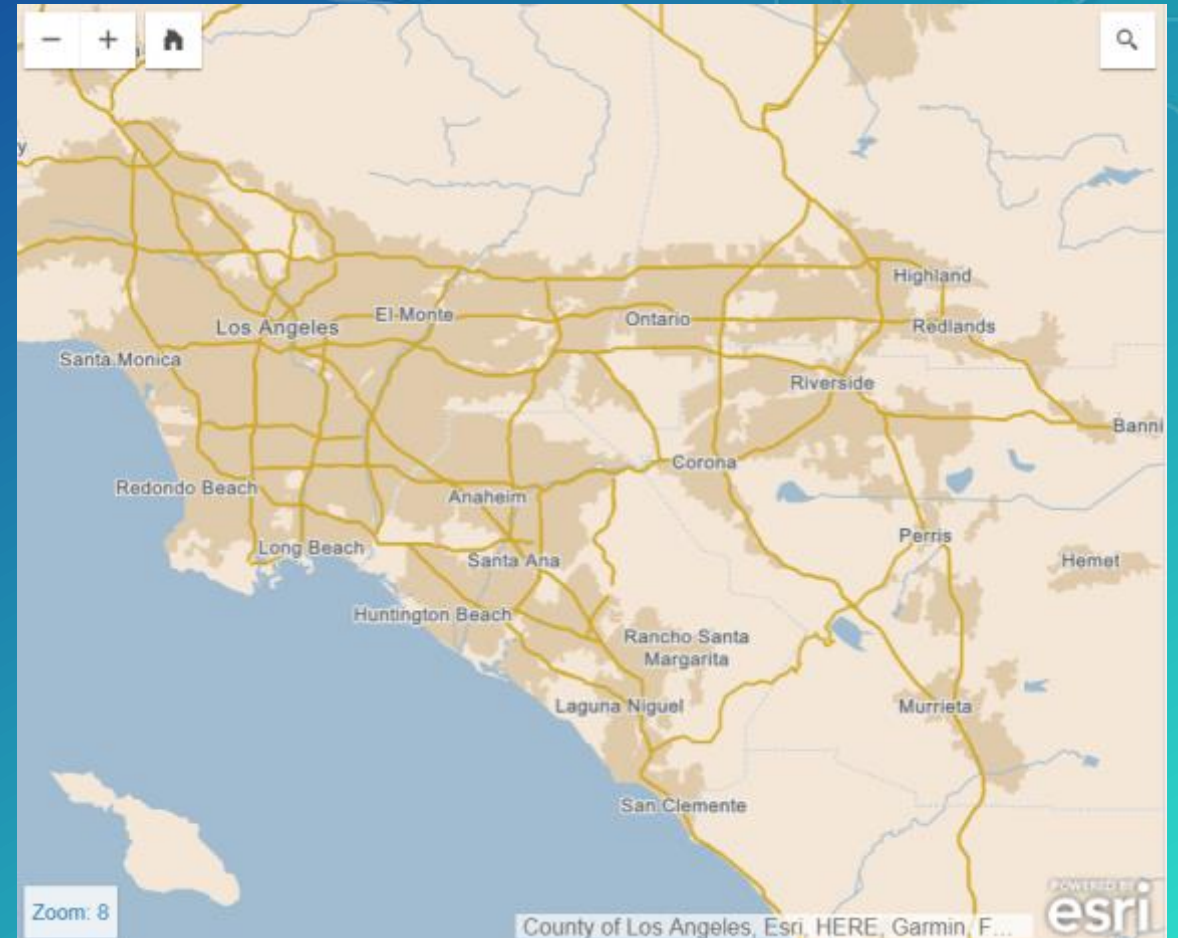 − +
Highland
El Monte
Ontario
Los Angeles
Redlands
Santa Monica
Riverside
Banni
Corona
Redondo Beach
Anaheim
Perris
Long Beach
Santa Ana
Hemet
Huntington Beach
Rancho Santa
Margarita
Laguna Niguel
Murrieta
San Clemente
Zoom: 8
POWERED BY
esri
County of Los Angeles, Esri, HERE, Garmin, F...